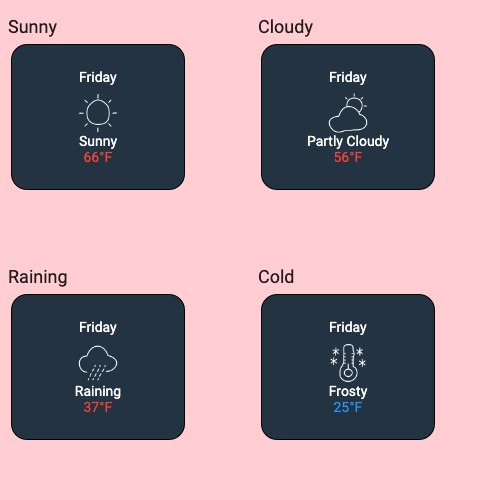 Sunny
Friday
Sunny
66°F
Cloudy
Friday
Partly Cloudy
56°F
Raining
Friday
Raining
37°F
Cold
Friday
Frosty
25°F